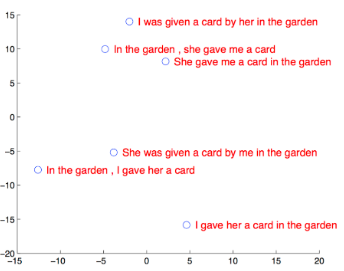 15
I was given a card by her in the garden
10
In the garden , she gave me a card
She gave me a card in the garden
5
0
−5
She was given a card by me in the garden
In the garden , I gave her a card
−10
−15
I gave her a card in the garden
−20
−15 −10 −5 0 5 10 15 20